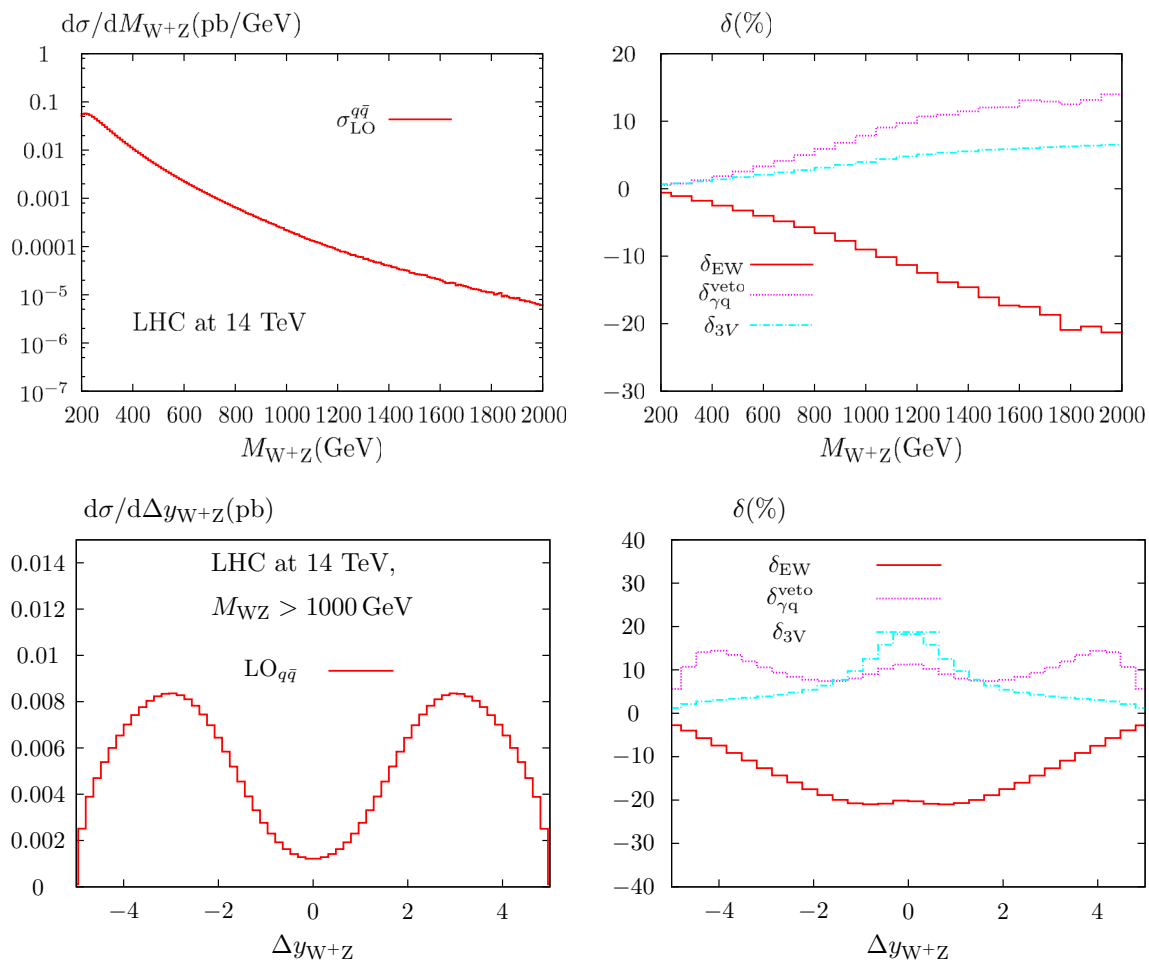 dσ/dM_{W⁺Z}(pb/GeV)
1
0.1
0.01
0.001
0.0001
10⁻⁵
10⁻⁶
10⁻⁷
σ_{LO}^{qq̄}
LHC at 14 TeV
200 400 600 800 1000 1200 1400 1600 1800 2000
M_{W⁺Z}(GeV)
δ(%)
20
10
0
−10
−20
−30
δ_{EW}
δ_{γq}^{veto}
δ_{3V}
200 400 600 800 1000 1200 1400 1600 1800 2000
M_{W⁺Z}(GeV)
dσ/dΔy_{W⁺Z}(pb)
0.014
0.012
0.01
0.008
0.006
0.004
0.002
0
LHC at 14 TeV,
M_{WZ} > 1000 GeV
LO_{qq̄}
−4 −2 0 2 4
Δy_{W⁺Z}
δ(%)
40
30
20
10
0
−10
−20
−30
−40
δ_{EW}
δ_{γq}^{veto}
δ_{3V}
−4 −2 0 2 4
Δy_{W⁺Z}